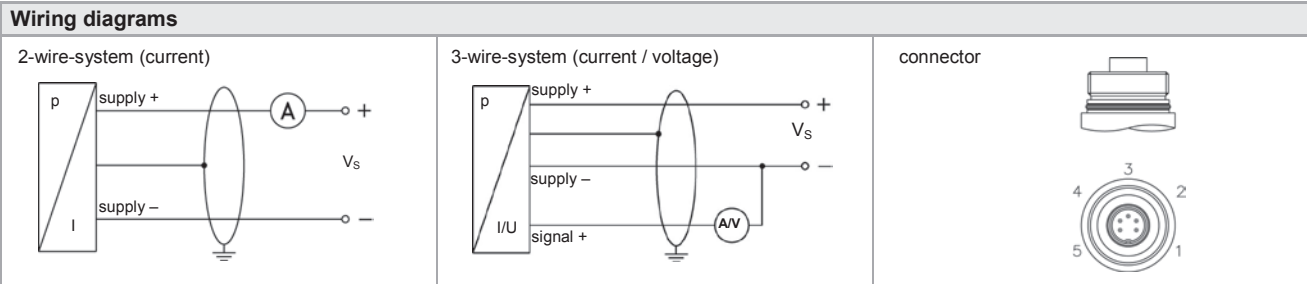 Wiring diagrams
2-wire-system (current)
p
supply +
A
+
VS
supply –
I
–
3-wire-system (current / voltage)
supply +
p
+
VS
–
supply –
I/U
A/V
signal +
connector
3
4
2
5
1